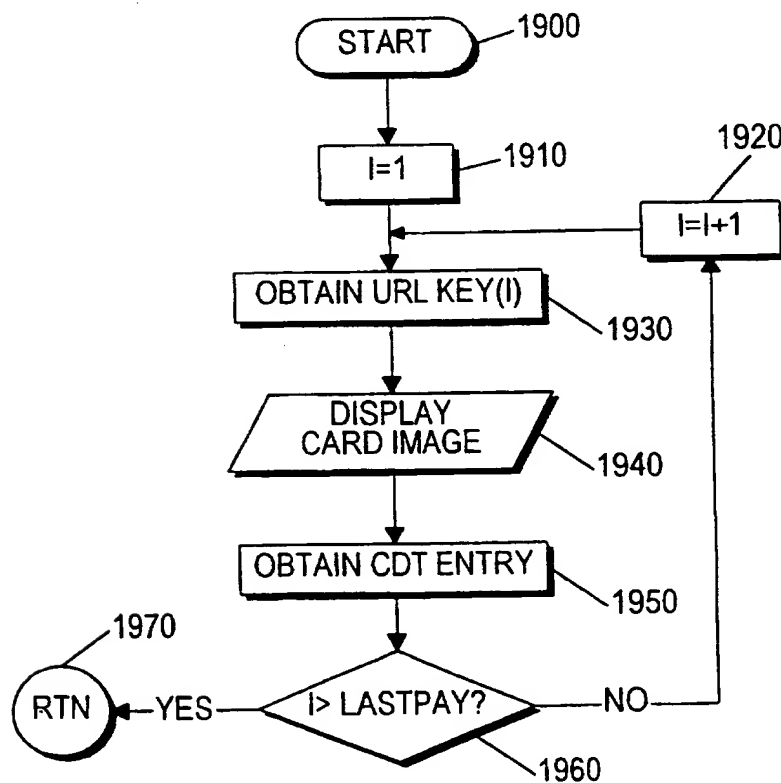 START
1900
I=1
1910
1920
I=I+1
OBTAIN URL KEY(I)
1930
DISPLAY
CARD IMAGE
1940
OBTAIN CDT ENTRY
1950
1970
RTN
YES
I> LASTPAY?
NO
1960